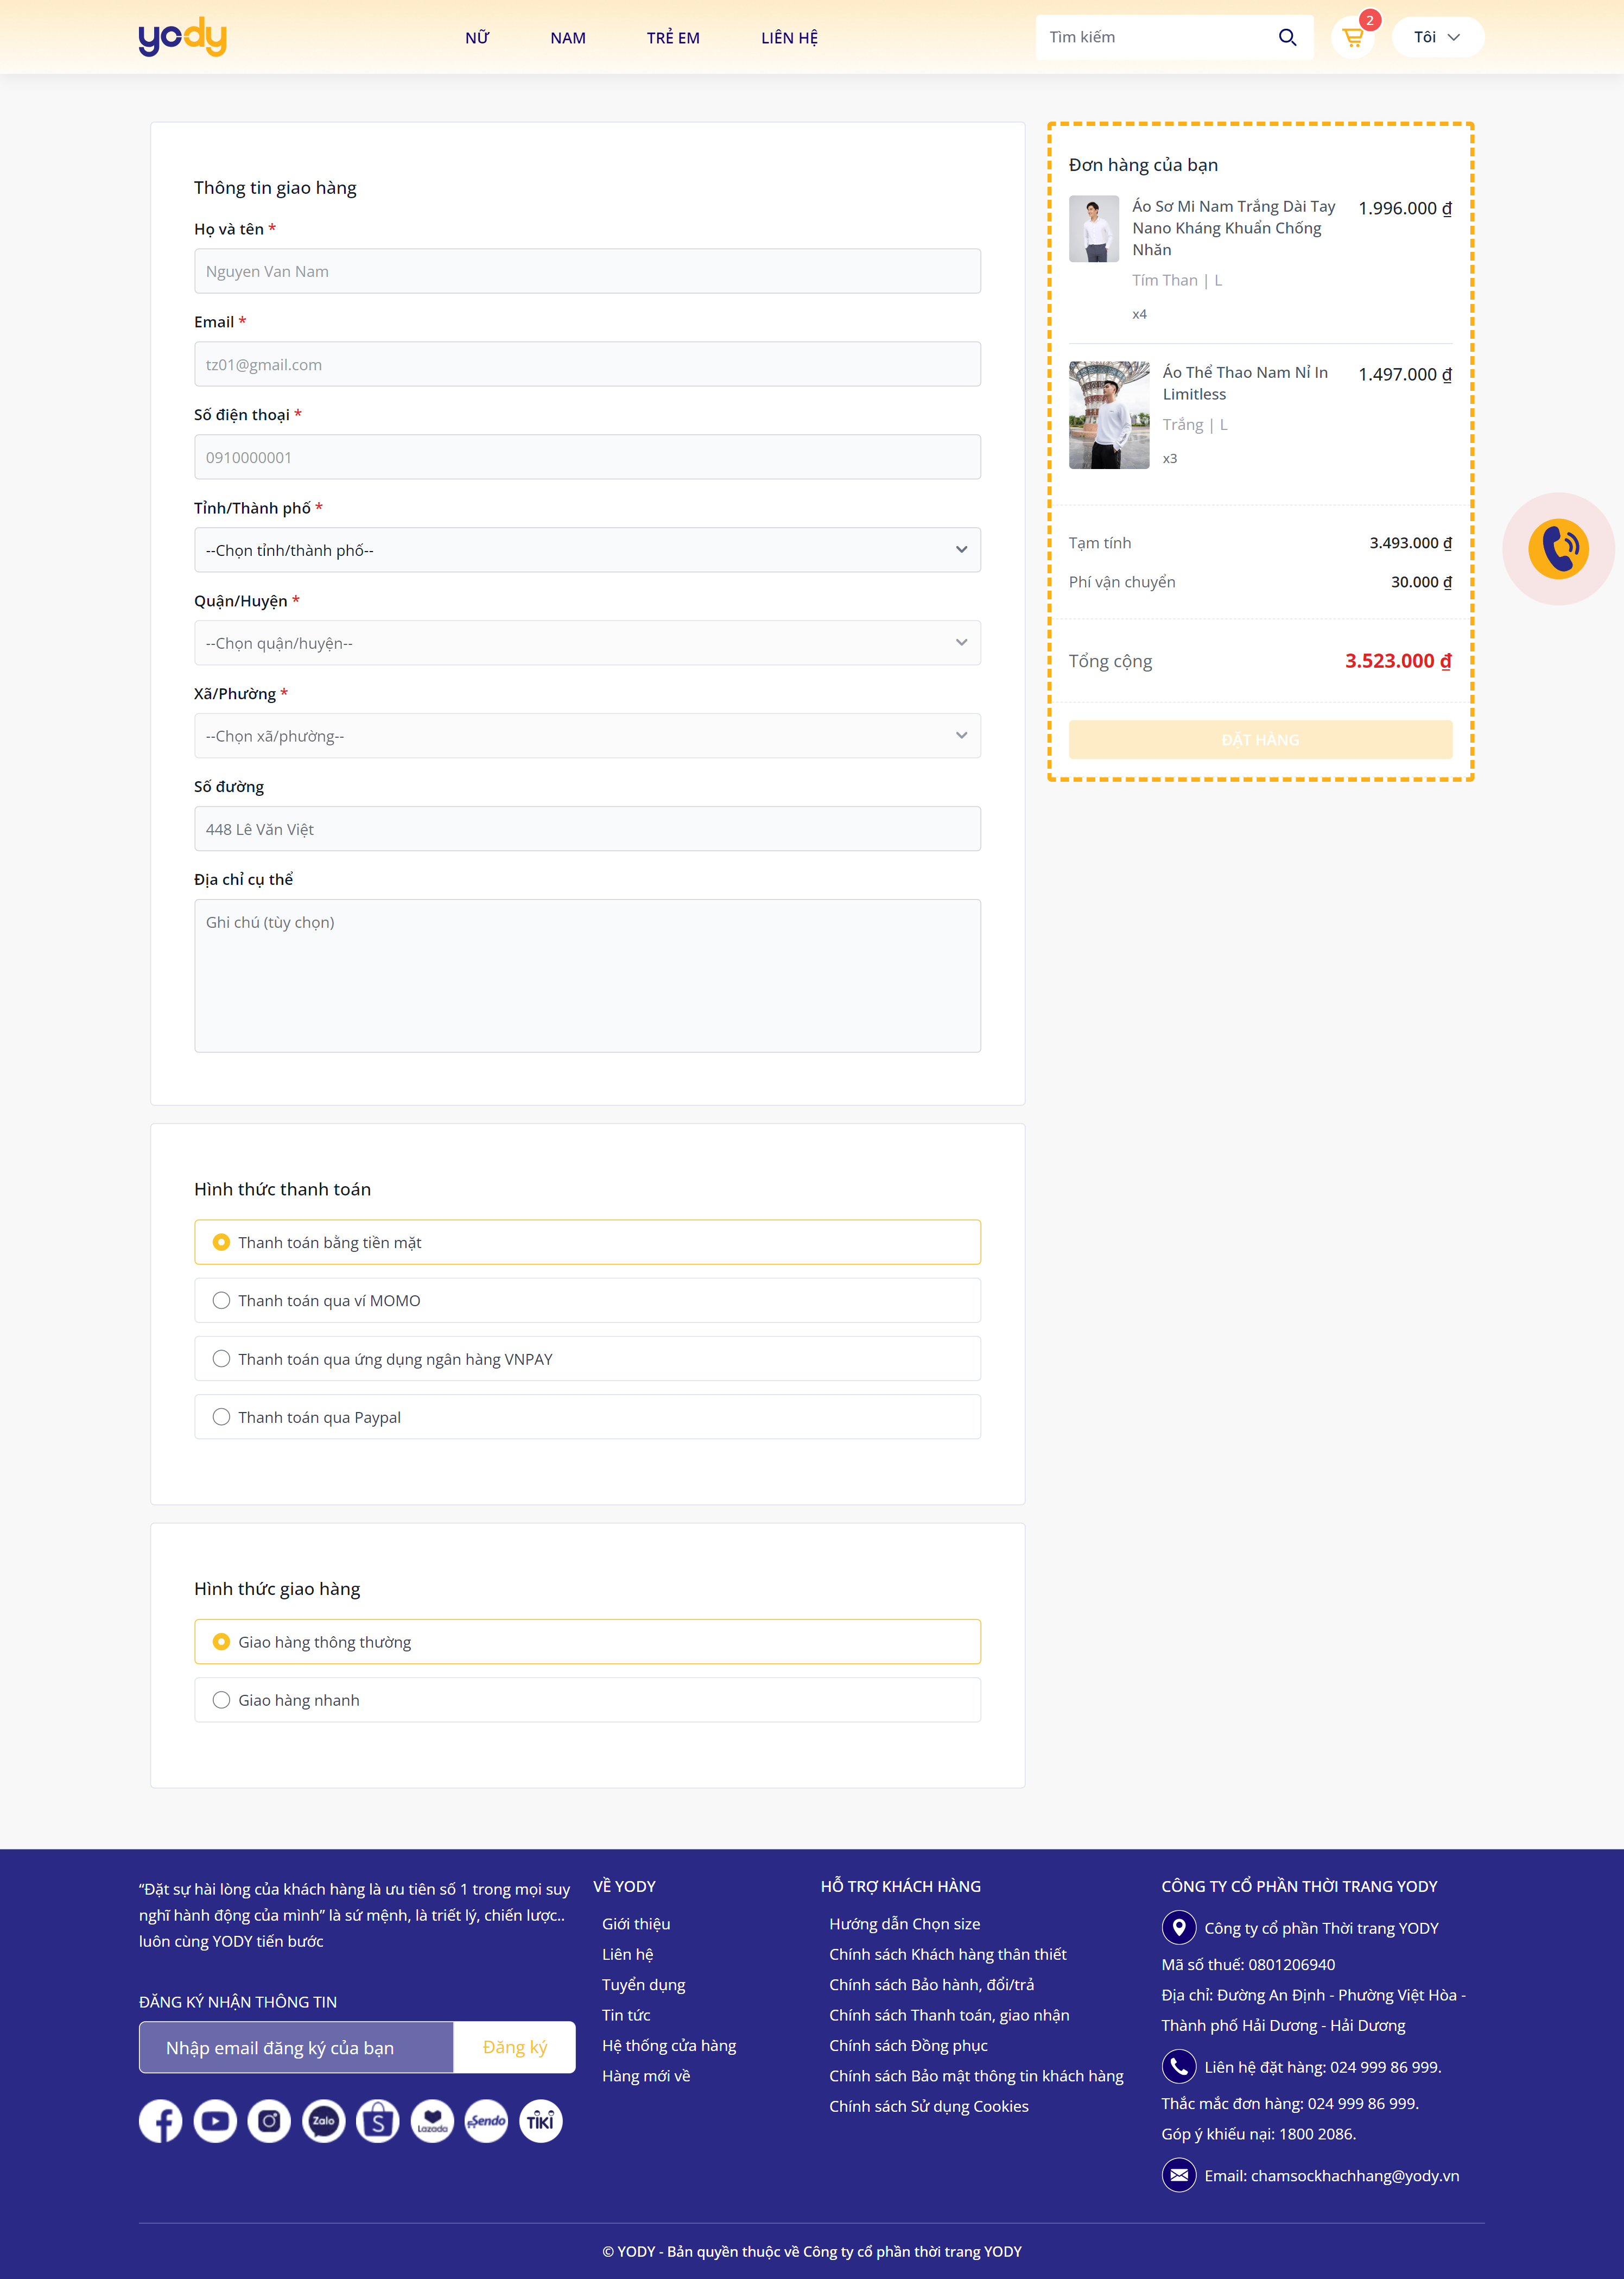 yody
NỮ
NAM
TRẺ EM
LIÊN HỆ
Tìm kiếm
2
Tôi
Thông tin giao hàng
Họ và tên *
Nguyen Van Nam
Email *
tz01@gmail.com
Số điện thoại *
0910000001
Tỉnh/Thành phố *
--Chọn tỉnh/thành phố--
Quận/Huyện *
--Chọn quận/huyện--
Xã/Phường *
--Chọn xã/phường--
Số đường
448 Lê Văn Việt
Địa chỉ cụ thể
Ghi chú (tùy chọn)
Hình thức thanh toán
Thanh toán bằng tiền mặt
Thanh toán qua ví MOMO
Thanh toán qua ứng dụng ngân hàng VNPAY
Thanh toán qua Paypal
Hình thức giao hàng
Giao hàng thông thường
Giao hàng nhanh
Đơn hàng của bạn
Áo Sơ Mi Nam Trắng Dài Tay
Nano Kháng Khuẩn Chống
Nhăn
1.996.000 ₫
Tím Than | L
x4
Áo Thể Thao Nam Nỉ In
Limitless
1.497.000 ₫
Trắng | L
x3
Tạm tính 3.493.000 ₫
Phí vận chuyển 30.000 ₫
Tổng cộng 3.523.000 ₫
ĐẶT HÀNG
“Đặt sự hài lòng của khách hàng là ưu tiên số 1 trong mọi suy
nghĩ hành động của mình” là sứ mệnh, là triết lý, chiến lược..
luôn cùng YODY tiến bước
ĐĂNG KÝ NHẬN THÔNG TIN
Nhập email đăng ký của bạn
Đăng ký
Zalo
S
Lazada
Sendo
TIKI
VỀ YODY
Giới thiệu
Liên hệ
Tuyển dụng
Tin tức
Hệ thống cửa hàng
Hàng mới về
HỖ TRỢ KHÁCH HÀNG
Hướng dẫn Chọn size
Chính sách Khách hàng thân thiết
Chính sách Bảo hành, đổi/trả
Chính sách Thanh toán, giao nhận
Chính sách Đồng phục
Chính sách Bảo mật thông tin khách hàng
Chính sách Sử dụng Cookies
CÔNG TY CỔ PHẦN THỜI TRANG YODY
Công ty cổ phần Thời trang YODY
Mã số thuế: 0801206940
Địa chỉ: Đường An Định - Phường Việt Hòa -
Thành phố Hải Dương - Hải Dương
Liên hệ đặt hàng: 024 999 86 999.
Thắc mắc đơn hàng: 024 999 86 999.
Góp ý khiếu nại: 1800 2086.
Email: chamsockhachhang@yody.vn
© YODY - Bản quyền thuộc về Công ty cổ phần thời trang YODY